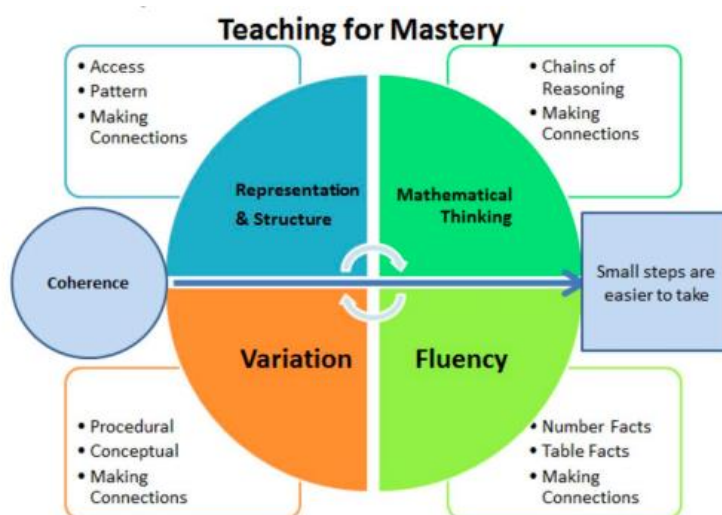 Teaching for Mastery
• Access
• Pattern
• Making
Connections
• Chains of
Reasoning
• Making
Connections
Representation
& Structure
Mathematical
Thinking
Coherence
Small steps are
easier to take
Variation
Fluency
• Procedural
• Conceptual
• Making
Connections
• Number Facts
• Table Facts
• Making
Connections